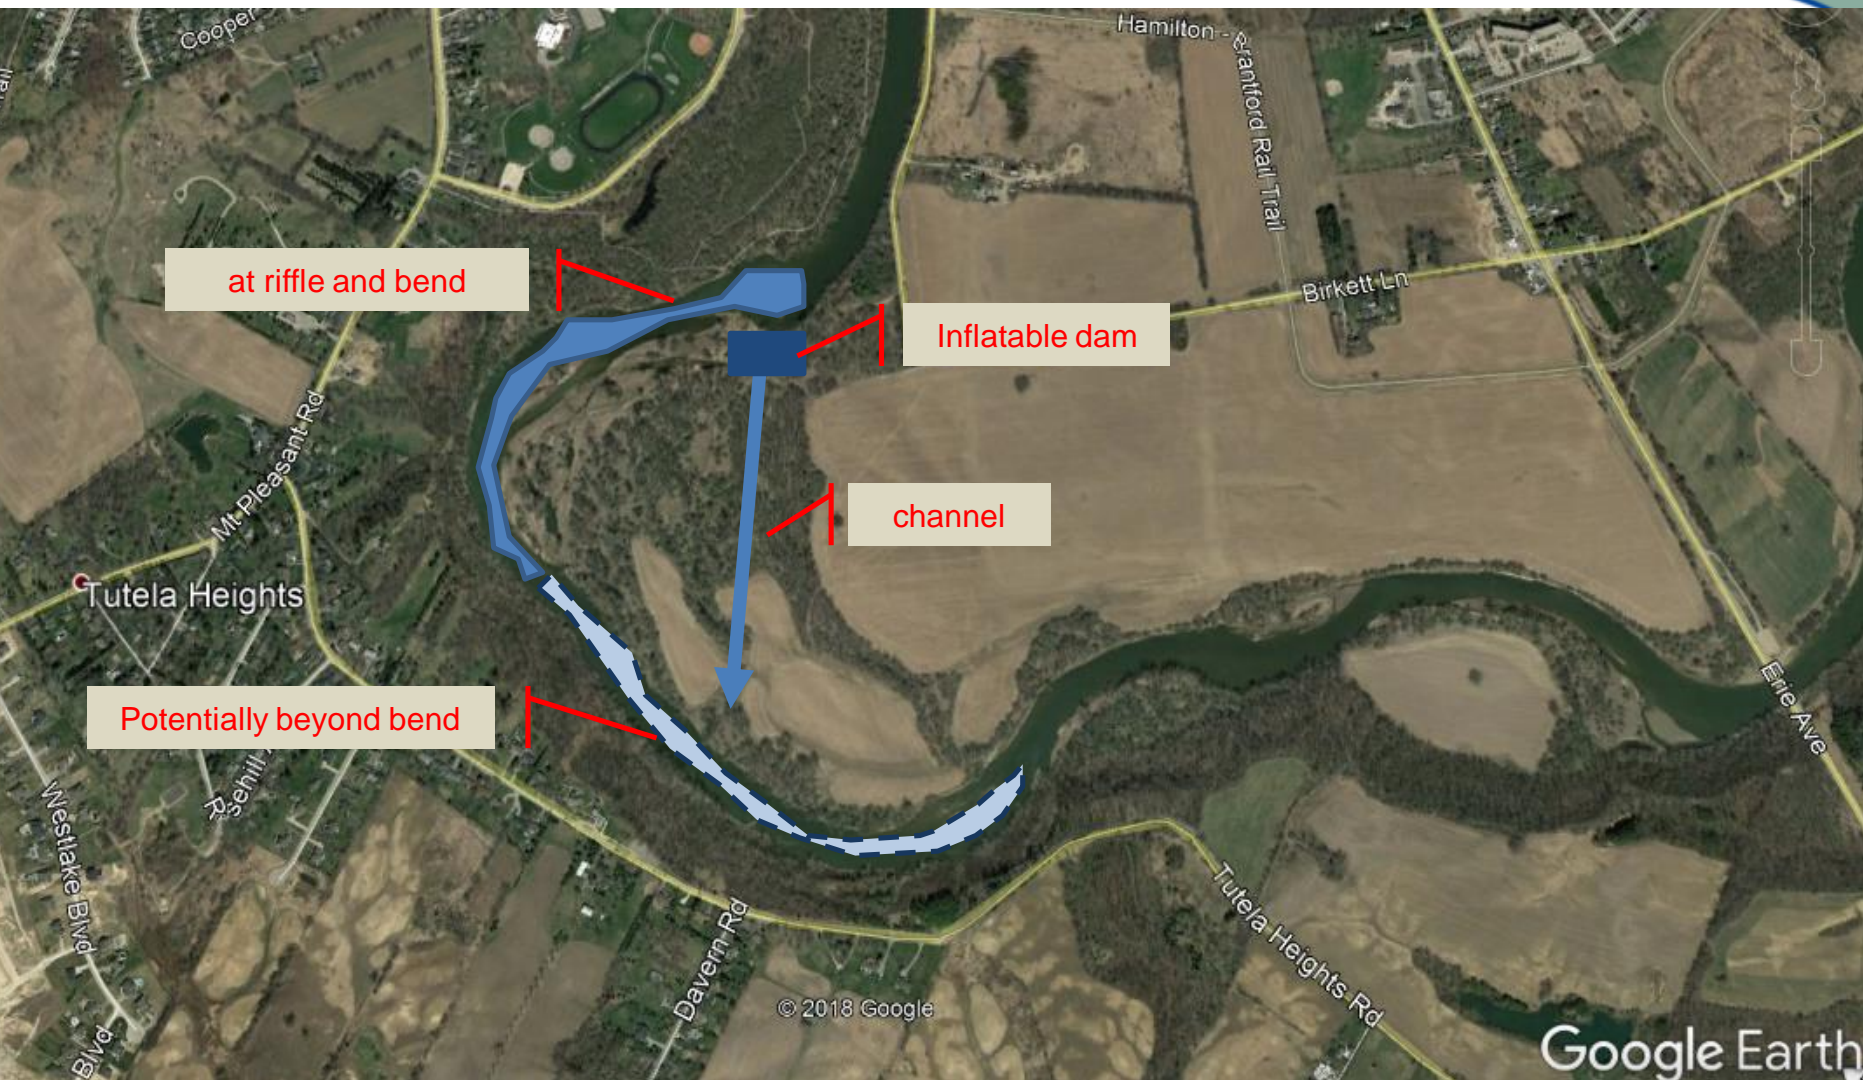 Cooper
Hamilton - Brantford Rail Trail
at riffle and bend
Birkett Ln
Inflatable dam
Mt Pleasant Rd
channel
Tutela Heights
Potentially beyond bend
Erie Ave
Westlake Blvd
Davern Rd
Tutela Heights Rd
© 2018 Google
Blvd
Google Earth